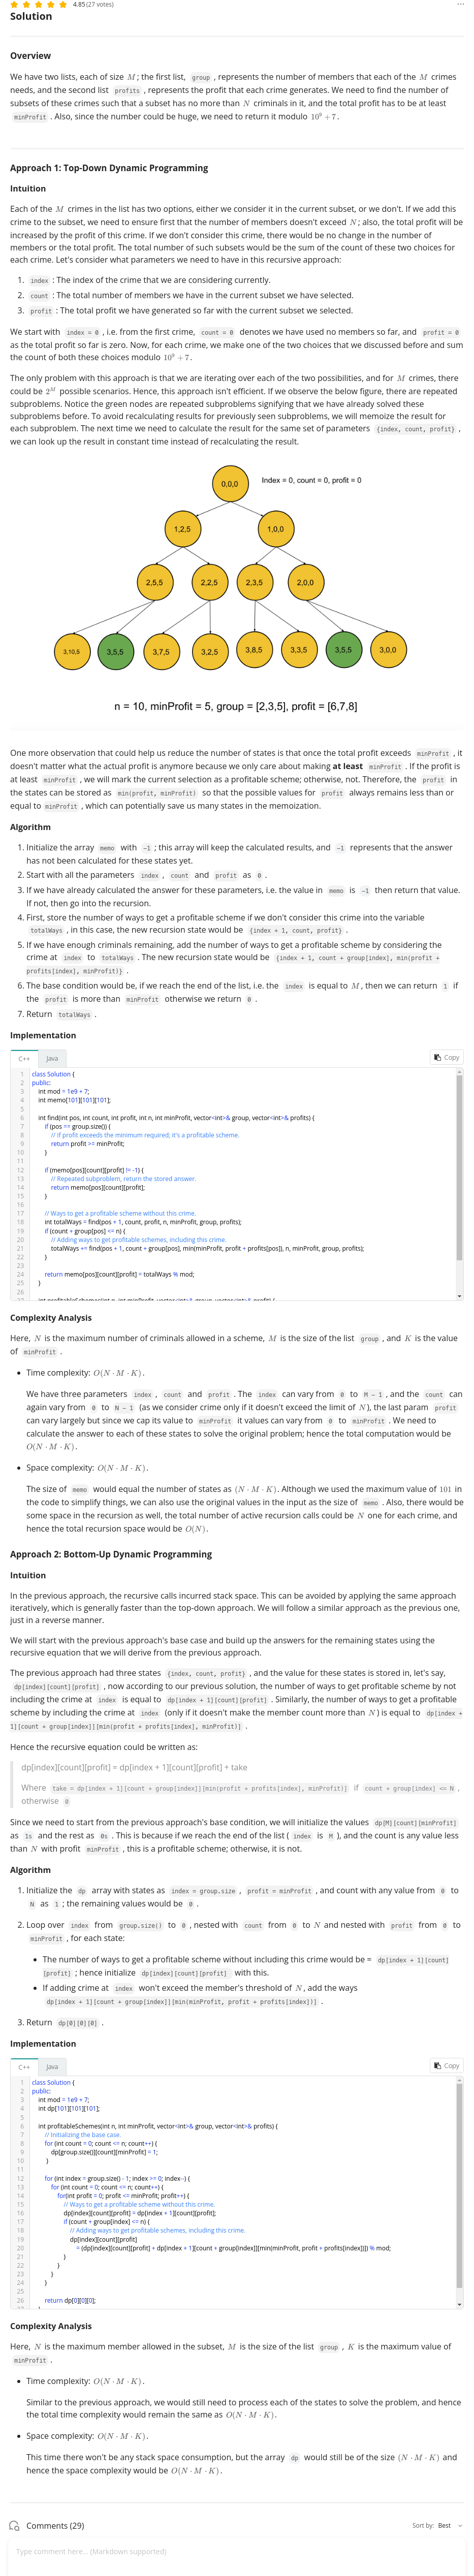 4.85 (27 votes)
Solution
Overview
We have two lists, each of size M; the first list, group, represents the number of members that each of the M crimes
needs, and the second list profits, represents the profit that each crime generates. We need to find the number of
subsets of these crimes such that a subset has no more than N criminals in it, and the total profit has to be at least
minProfit. Also, since the number could be huge, we need to return it modulo 10^9 + 7.
Approach 1: Top-Down Dynamic Programming
Intuition
Each of the M crimes in the list has two options, either we consider it in the current subset, or we don't. If we add this
crime to the subset, we need to ensure first that the number of members doesn't exceed N; also, the total profit will be
increased by the profit of this crime. If we don't consider this crime, there would be no change in the number of
members or the total profit. The total number of such subsets would be the sum of the count of these two choices for
each crime. Let's consider what parameters we need to have in this recursive approach:
1. index: The index of the crime that we are considering currently.
2. count: The total number of members we have in the current subset we have selected.
3. profit: The total profit we have generated so far with the current subset we selected.
We start with index = 0, i.e. from the first crime, count = 0 denotes we have used no members so far, and profit = 0
as the total profit so far is zero. Now, for each crime, we make one of the two choices that we discussed before and sum
the count of both these choices modulo 10^9 + 7.
The only problem with this approach is that we are iterating over each of the two possibilities, and for M crimes, there
could be 2^M possible scenarios. Hence, this approach isn't efficient. If we observe the below figure, there are repeated
subproblems. Notice the green nodes are repeated subproblems signifying that we have already solved these
subproblems before. To avoid recalculating results for previously seen subproblems, we will memoize the result for
each subproblem. The next time we need to calculate the result for the same set of parameters {index, count, profit},
we can look up the result in constant time instead of recalculating the result.
0,0,0 Index = 0, count = 0, profit = 0
1,2,5 1,0,0
2,5,5 2,2,5 2,3,5 2,0,0
3,10,5 3,5,5 3,7,5 3,2,5 3,8,5 3,3,5 3,5,5 3,0,0
n = 10, minProfit = 5, group = [2,3,5], profit = [6,7,8]
One more observation that could help us reduce the number of states is that once the total profit exceeds minProfit, it
doesn't matter what the actual profit is anymore because we only care about making at least minProfit. If the profit is
at least minProfit, we will mark the current selection as a profitable scheme; otherwise, not. Therefore, the profit in
the states can be stored as min(profit, minProfit) so that the possible values for profit always remains less than or
equal to minProfit, which can potentially save us many states in the memoization.
Algorithm
1. Initialize the array memo with -1; this array will keep the calculated results, and -1 represents that the answer
has not been calculated for these states yet.
2. Start with all the parameters index, count and profit as 0.
3. If we have already calculated the answer for these parameters, i.e. the value in memo is -1 then return that value.
If not, then go into the recursion.
4. First, store the number of ways to get a profitable scheme if we don't consider this crime into the variable
totalWays, in this case, the new recursion state would be {index + 1, count, profit}.
5. If we have enough criminals remaining, add the number of ways to get a profitable scheme by considering the
crime at index to totalWays. The new recursion state would be {index + 1, count + group[index], min(profit +
profits[index], minProfit)}.
6. The base condition would be, if we reach the end of the list, i.e. the index is equal to M, then we can return 1 if
the profit is more than minProfit otherwise we return 0.
7. Return totalWays.
Implementation
C++ Java Copy
1 class Solution {
2 public:
3 int mod = 1e9 + 7;
4 int memo[101][101][101];
5
6 int find(int pos, int count, int profit, int n, int minProfit, vector<int>& group, vector<int>& profits) {
7 if (pos == group.size()) {
8 // If profit exceeds the minimum required; it's a profitable scheme.
9 return profit >= minProfit;
10 }
11
12 if (memo[pos][count][profit] != -1) {
13 // Repeated subproblem, return the stored answer.
14 return memo[pos][count][profit];
15 }
16
17 // Ways to get a profitable scheme without this crime.
18 int totalWays = find(pos + 1, count, profit, n, minProfit, group, profits);
19 if (count + group[pos] <= n) {
20 // Adding ways to get profitable schemes, including this crime.
21 totalWays += find(pos + 1, count + group[pos], min(minProfit, profit + profits[pos]), n, minProfit, group, profits);
22 }
23
24 return memo[pos][count][profit] = totalWays % mod;
25 }
26
Complexity Analysis
Here, N is the maximum number of criminals allowed in a scheme, M is the size of the list group, and K is the value
of minProfit.
• Time complexity: O(N · M · K).
We have three parameters index, count and profit. The index can vary from 0 to M − 1, and the count can
again vary from 0 to N − 1 (as we consider crime only if it doesn't exceed the limit of N), the last param profit
can vary largely but since we cap its value to minProfit it values can vary from 0 to minProfit. We need to
calculate the answer to each of these states to solve the original problem; hence the total computation would be
O(N · M · K).
• Space complexity: O(N · M · K).
The size of memo would equal the number of states as (N · M · K). Although we used the maximum value of 101 in
the code to simplify things, we can also use the original values in the input as the size of memo. Also, there would be
some space in the recursion as well, the total number of active recursion calls could be N one for each crime, and
hence the total recursion space would be O(N).
Approach 2: Bottom-Up Dynamic Programming
Intuition
In the previous approach, the recursive calls incurred stack space. This can be avoided by applying the same approach
iteratively, which is generally faster than the top-down approach. We will follow a similar approach as the previous one,
just in a reverse manner.
We will start with the previous approach's base case and build up the answers for the remaining states using the
recursive equation that we will derive from the previous approach.
The previous approach had three states {index, count, profit}, and the value for these states is stored in, let's say,
dp[index][count][profit], now according to our previous solution, the number of ways to get profitable scheme by not
including the crime at index is equal to dp[index + 1][count][profit]. Similarly, the number of ways to get a profitable
scheme by including the crime at index (only if it doesn't make the member count more than N) is equal to dp[index +
1][count + group[index]][min(profit + profits[index], minProfit)].
Hence the recursive equation could be written as:
dp[index][count][profit] = dp[index + 1][count][profit] + take
Where take = dp[index + 1][count + group[index]][min(profit + profits[index], minProfit)] if count + group[index] <= N,
otherwise 0
Since we need to start from the previous approach's base condition, we will initialize the values dp[M][count][minProfit]
as 1s and the rest as 0s. This is because if we reach the end of the list (index is M), and the count is any value less
than N with profit minProfit, this is a profitable scheme; otherwise, it is not.
Algorithm
1. Initialize the dp array with states as index = group.size, profit = minProfit, and count with any value from 0 to
N as 1; the remaining values would be 0.
2. Loop over index from group.size() to 0, nested with count from 0 to N and nested with profit from 0 to
minProfit, for each state:
• The number of ways to get a profitable scheme without including this crime would be = dp[index + 1][count]
[profit]; hence initialize dp[index][count][profit] with this.
• If adding crime at index won't exceed the member's threshold of N, add the ways
dp[index + 1][count + group[index]][min(minProfit, profit + profits[index])].
3. Return dp[0][0][0].
Implementation
C++ Java Copy
1 class Solution {
2 public:
3 int mod = 1e9 + 7;
4 int dp[101][101][101];
5
6 int profitableSchemes(int n, int minProfit, vector<int>& group, vector<int>& profits) {
7 // Initializing the base case.
8 for (int count = 0; count <= n; count++) {
9 dp[group.size()][count][minProfit] = 1;
10 }
11
12 for (int index = group.size() - 1; index >= 0; index--) {
13 for (int count = 0; count <= n; count++) {
14 for(int profit = 0; profit <= minProfit; profit++) {
15 // Ways to get a profitable scheme without this crime.
16 dp[index][count][profit] = dp[index + 1][count][profit];
17 if (count + group[index] <= n) {
18 // Adding ways to get profitable schemes, including this crime.
19 dp[index][count][profit]
20 = (dp[index][count][profit] + dp[index + 1][count + group[index]][min(minProfit, profit + profits[index])]) % mod;
21 }
22 }
23 }
24 }
25
26 return dp[0][0][0];
Complexity Analysis
Here, N is the maximum member allowed in the subset, M is the size of the list group, K is the maximum value of
minProfit.
• Time complexity: O(N · M · K).
Similar to the previous approach, we would still need to process each of the states to solve the problem, and hence
the total time complexity would remain the same as O(N · M · K).
• Space complexity: O(N · M · K).
This time there won't be any stack space consumption, but the array dp would still be of the size (N · M · K) and
hence the space complexity would be O(N · M · K).
Comments (29) Sort by: Best
Type comment here... (Markdown supported)